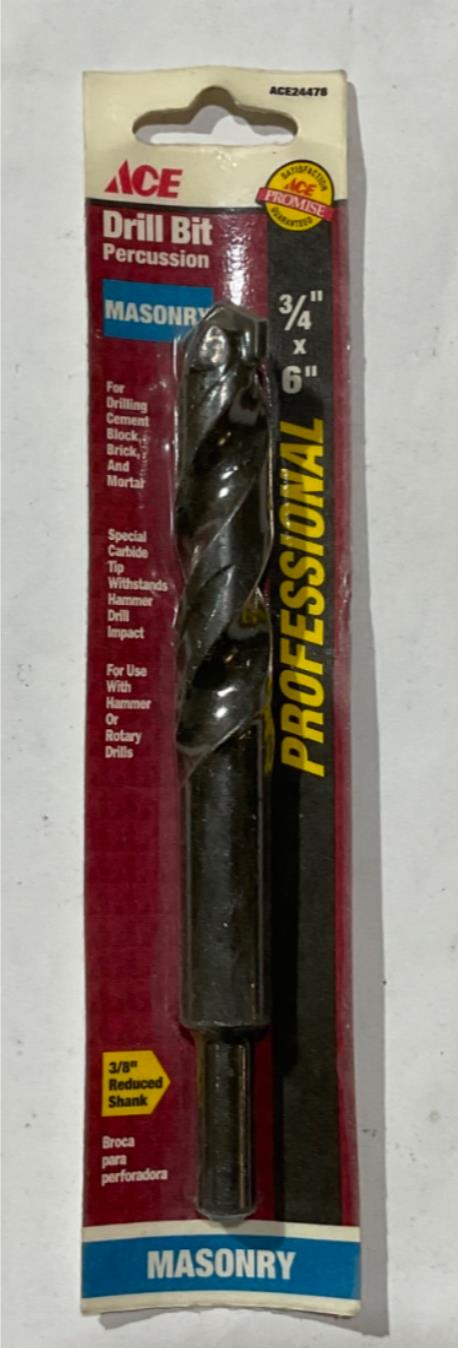 ACE24478
ACE
SATISFACTION
ACE
PROMISE
GUARANTEED
Drill Bit
Percussion
MASONRY
3/4"
x
6"
For
Drilling
Cement
Block,
Brick,
And
Mortar
PROFESSIONAL
Special
Carbide
Tip
Withstands
Hammer
Drill
Impact
For Use
With
Hammer
Or
Rotary
Drills
3/8"
Reduced
Shank
Broca
para
perforadora
MASONRY